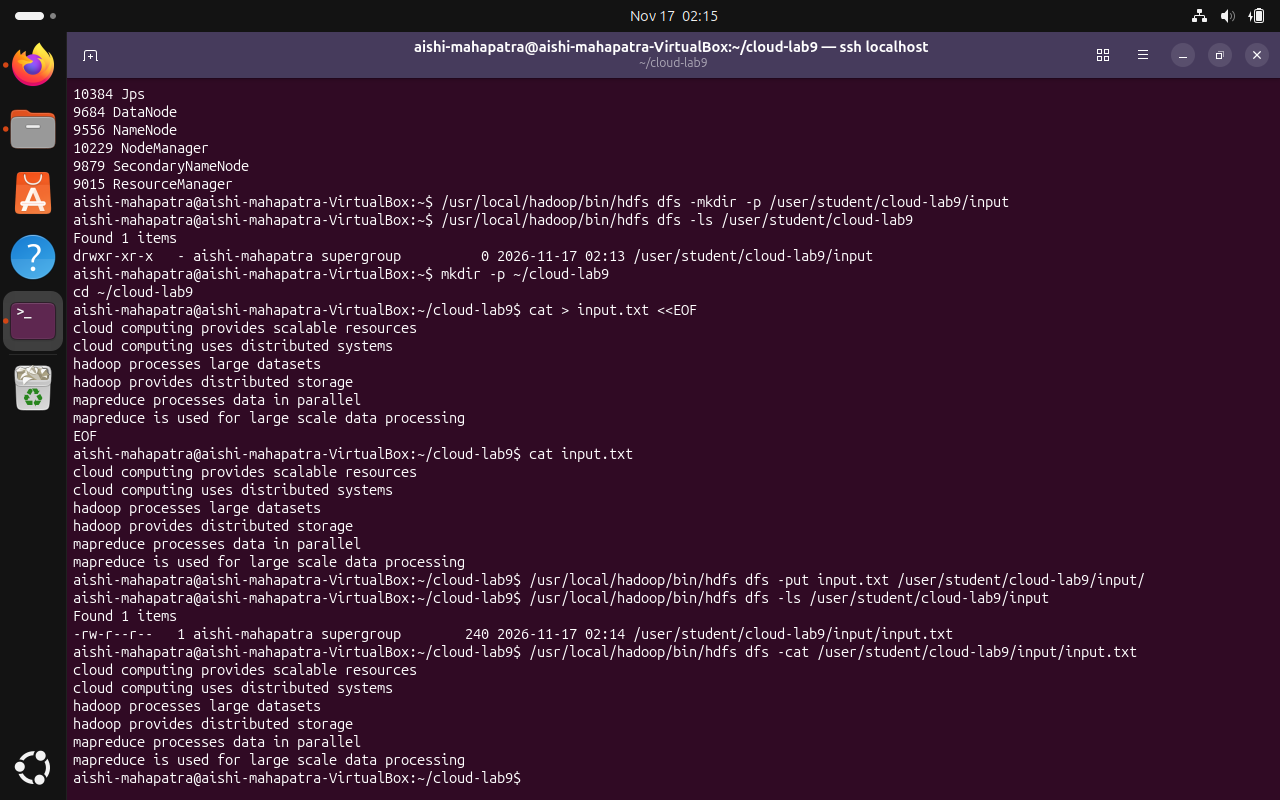 Nov 17 02:15
aishi-mahapatra@aishi-mahapatra-VirtualBox:~/cloud-lab9 — ssh localhost
~/cloud-lab9
10384 Jps
9684 DataNode
9556 NameNode
10229 NodeManager
9879 SecondaryNameNode
9015 ResourceManager
aishi-mahapatra@aishi-mahapatra-VirtualBox:~$ /usr/local/hadoop/bin/hdfs dfs -mkdir -p /user/student/cloud-lab9/input
aishi-mahapatra@aishi-mahapatra-VirtualBox:~$ /usr/local/hadoop/bin/hdfs dfs -ls /user/student/cloud-lab9
Found 1 items
drwxr-xr-x   - aishi-mahapatra supergroup          0 2026-11-17 02:13 /user/student/cloud-lab9/input
aishi-mahapatra@aishi-mahapatra-VirtualBox:~$ mkdir -p ~/cloud-lab9
cd ~/cloud-lab9
aishi-mahapatra@aishi-mahapatra-VirtualBox:~/cloud-lab9$ cat > input.txt <<EOF
cloud computing provides scalable resources
cloud computing uses distributed systems
hadoop processes large datasets
hadoop provides distributed storage
mapreduce processes data in parallel
mapreduce is used for large scale data processing
EOF
aishi-mahapatra@aishi-mahapatra-VirtualBox:~/cloud-lab9$ cat input.txt
cloud computing provides scalable resources
cloud computing uses distributed systems
hadoop processes large datasets
hadoop provides distributed storage
mapreduce processes data in parallel
mapreduce is used for large scale data processing
aishi-mahapatra@aishi-mahapatra-VirtualBox:~/cloud-lab9$ /usr/local/hadoop/bin/hdfs dfs -put input.txt /user/student/cloud-lab9/input/
aishi-mahapatra@aishi-mahapatra-VirtualBox:~/cloud-lab9$ /usr/local/hadoop/bin/hdfs dfs -ls /user/student/cloud-lab9/input
Found 1 items
-rw-r--r--   1 aishi-mahapatra supergroup        240 2026-11-17 02:14 /user/student/cloud-lab9/input/input.txt
aishi-mahapatra@aishi-mahapatra-VirtualBox:~/cloud-lab9$ /usr/local/hadoop/bin/hdfs dfs -cat /user/student/cloud-lab9/input/input.txt
cloud computing provides scalable resources
cloud computing uses distributed systems
hadoop processes large datasets
hadoop provides distributed storage
mapreduce processes data in parallel
mapreduce is used for large scale data processing
aishi-mahapatra@aishi-mahapatra-VirtualBox:~/cloud-lab9$